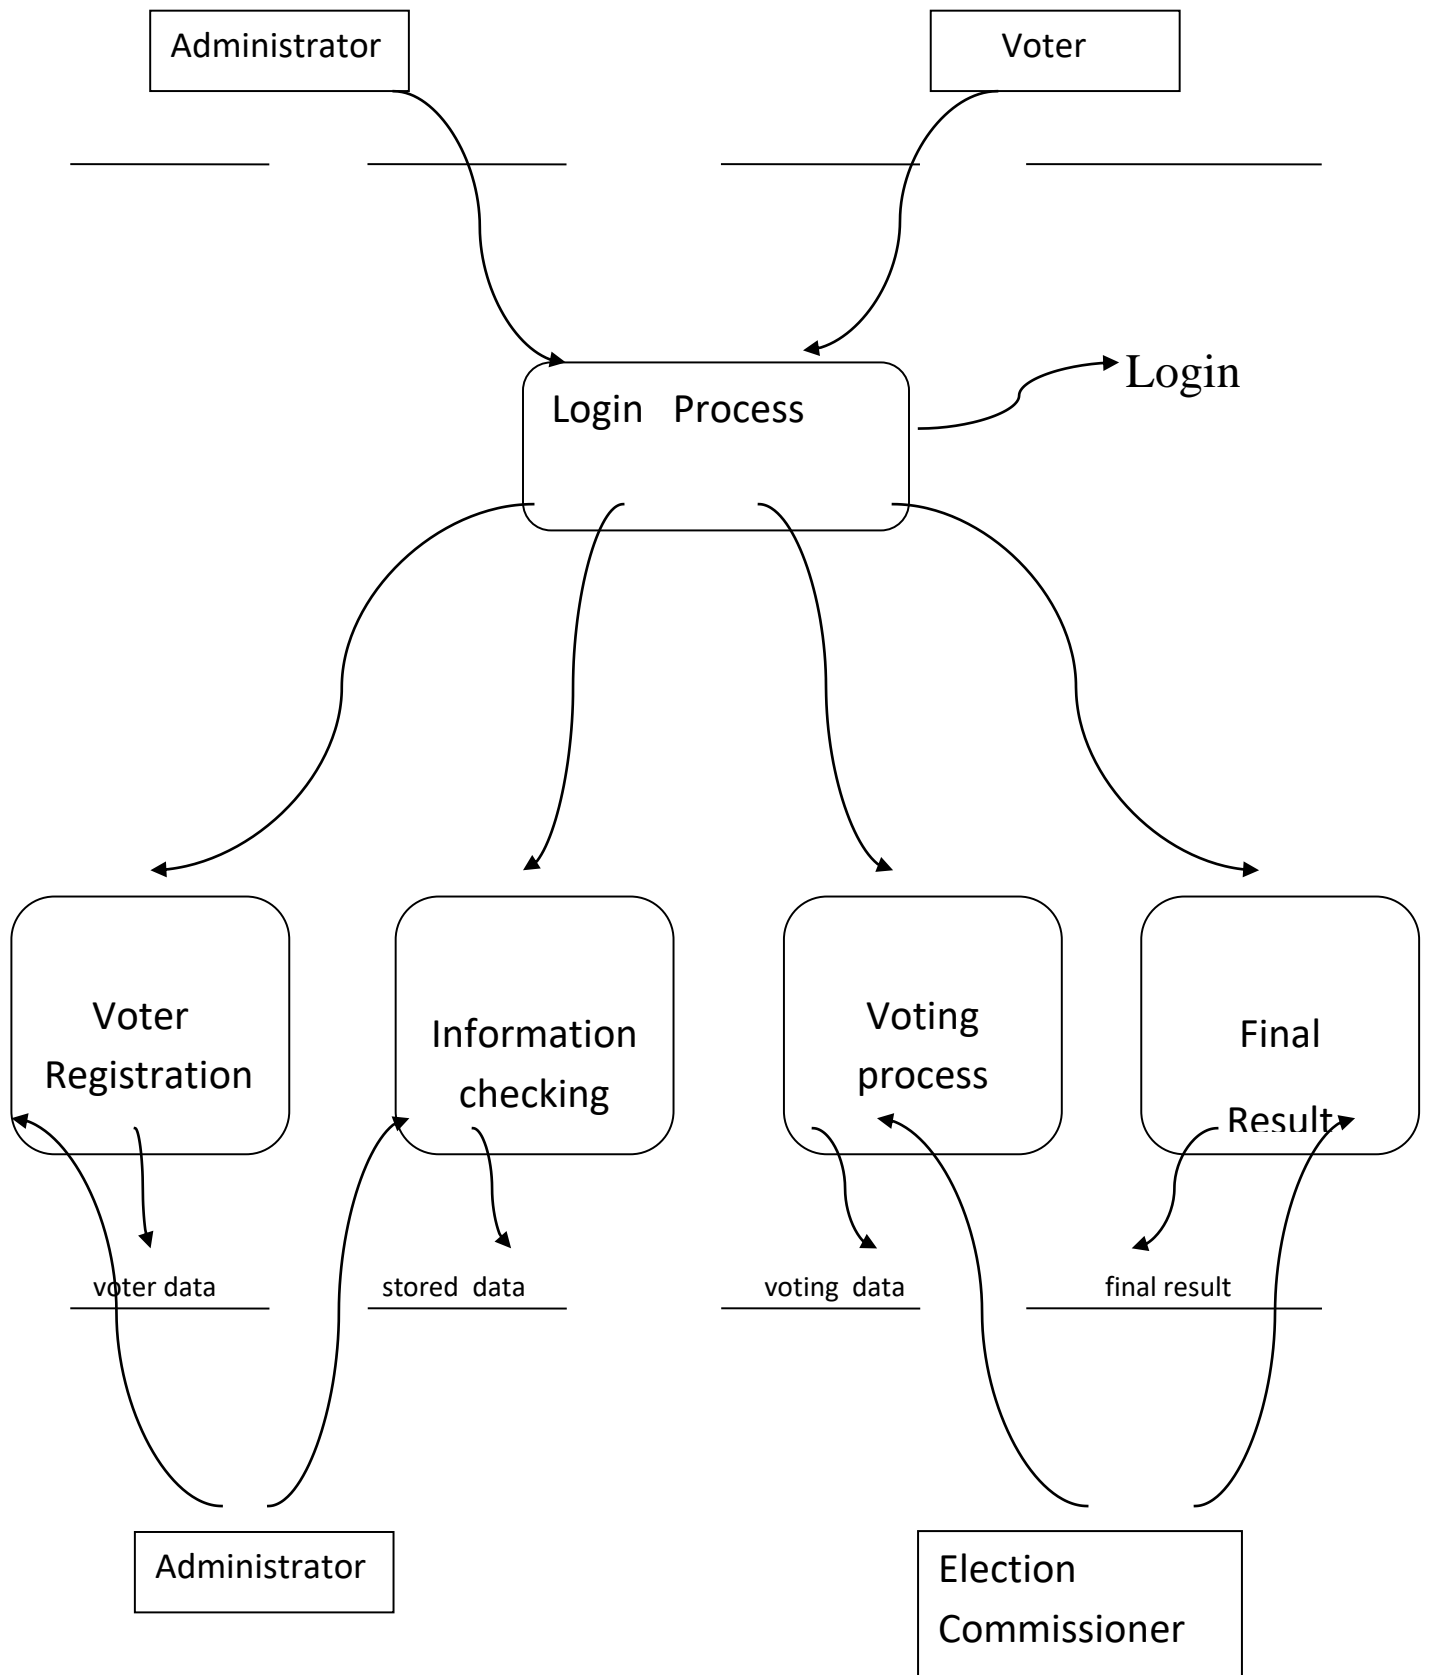 Administrator
Voter
Login
Login Process
Voter
Registration
Information
checking
Voting
process
Final
Result
voter data
stored data
voting data
final result
Administrator
Election
Commissioner